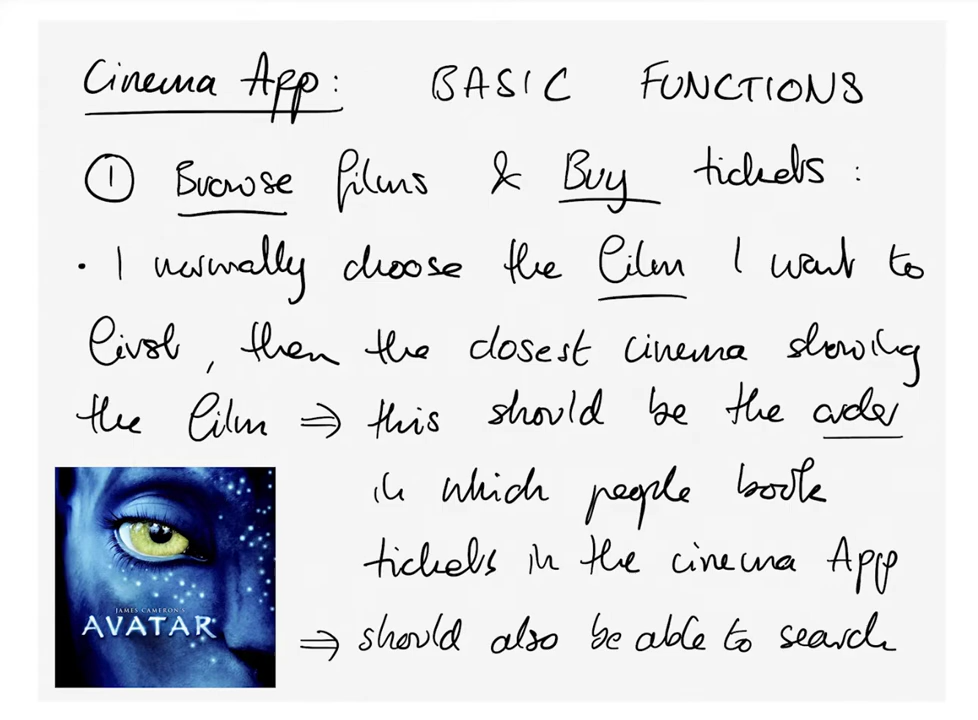 Cinema App: BASIC FUNCTIONS
① Browse films & Buy tickets:
• I normally choose the film I want to
first, then the closest cinema showing
the film ⇒ this should be the order
in which people book
tickets in the cinema App
⇒ should also be able to search
JAMES CAMERON'S
AVATAR